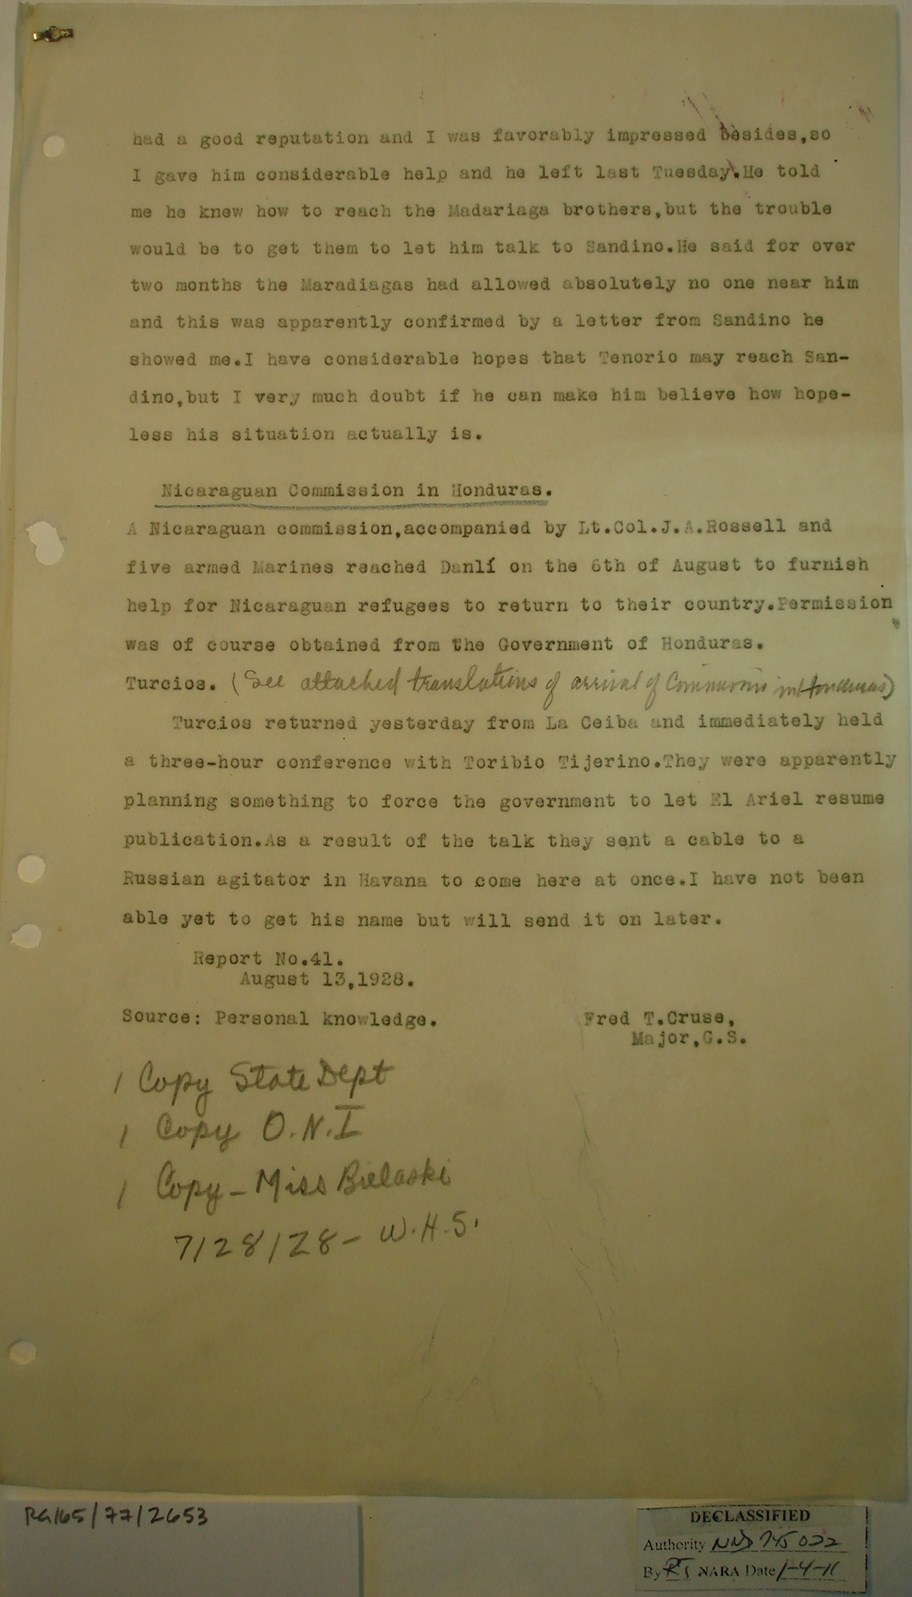 had a good reputation and I was favorably impressed besides,so
I gave him considerable help and he left last Tuesday.He told
me he knew how to reach the Madariaga brothers,but the trouble
would be to get them to let him talk to Sandino.He said for over
two months the Maradiagas had allowed absolutely no one near him
and this was apparently confirmed by a letter from Sandino he
showed me.I have considerable hopes that Tenorio may reach San-
dino,but I very much doubt if he can make him believe how hope-
less his situation actually is.
Nicaraguan Commission in Honduras.
A Nicaraguan commission,accompanied by Lt.Col.J.A.Rossell and
five armed Marines reached Danlí on the 6th of August to furnish
help for Nicaraguan refugees to return to their country.Permission
was of course obtained from the Government of Honduras.
Turcios. (See attached translations of arrival of Commission in Honduras)
Turcios returned yesterday from La Ceiba and immediately held
a three-hour conference with Toribio Tijerino.They were apparently
planning something to force the government to let El Ariel resume
publication.As a result of the talk they sent a cable to a
Russian agitator in Havana to come here at once.I have not been
able yet to get his name but will send it on later.
Report No.41.
August 13,1928.
Source: Personal knowledge. Fred T.Cruse,
Major,G.S.
1 Copy State Dept
1 Copy O.N.I
1 Copy - Miss Bielaski
7/28/28 - W.H.S.
RG165/77/2653
DECLASSIFIED
Authority NND 745022
By RT NARA Date 1-4-11